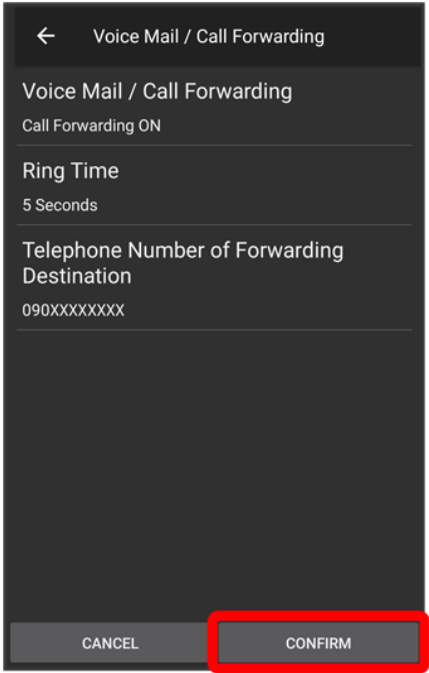 Voice Mail / Call Forwarding
Voice Mail / Call Forwarding
Call Forwarding ON
Ring Time
5 Seconds
Telephone Number of Forwarding
Destination
090XXXXXXXX
CANCEL
CONFIRM